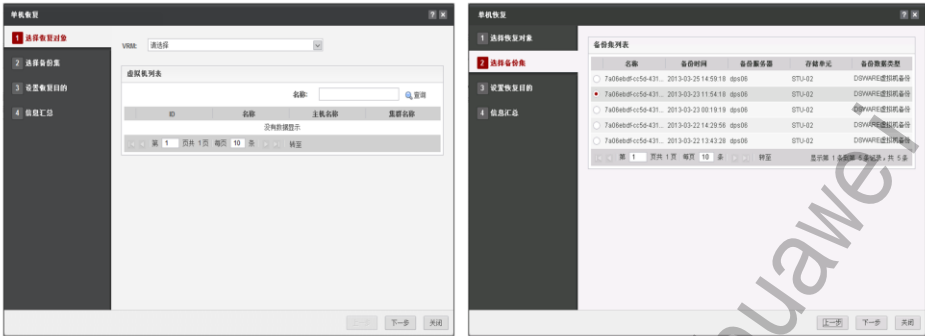 单机恢复
1 选择恢复对象
2 选择备份集
3 设置恢复目的
4 信息汇总
VRM: 请选择
虚拟机列表
名称: 查询
ID 名称 主机名称 集群名称
没有数据显示
第 1 页共 1页 每页 10 条 转至
下一步 关闭
单机恢复
1 选择恢复对象
2 选择备份集
3 设置恢复目的
4 信息汇总
备份集列表
名称 备份时间 备份服务器 存储单元 备份数据类型
7a06ebdf-cc5d-431... 2013-03-25 14:59:18 dps06 STU-02 DSWARE虚拟机备份
7a06ebdf-cc5d-431... 2013-03-23 11:54:18 dps06 STU-02 DSWARE虚拟机备份
7a06ebdf-cc5d-431... 2013-03-23 00:19:19 dps06 STU-02 DSWARE虚拟机备份
7a06ebdf-cc5d-431... 2013-03-22 14:29:56 dps06 STU-02 DSWARE虚拟机备份
7a06ebdf-cc5d-431... 2013-03-22 13:43:28 dps06 STU-02 DSWARE虚拟机备份
第 1 页共 1页 每页 10 条 转至 显示第 1 条到第 5 条记录，共 5条
上一步 下一步 关闭